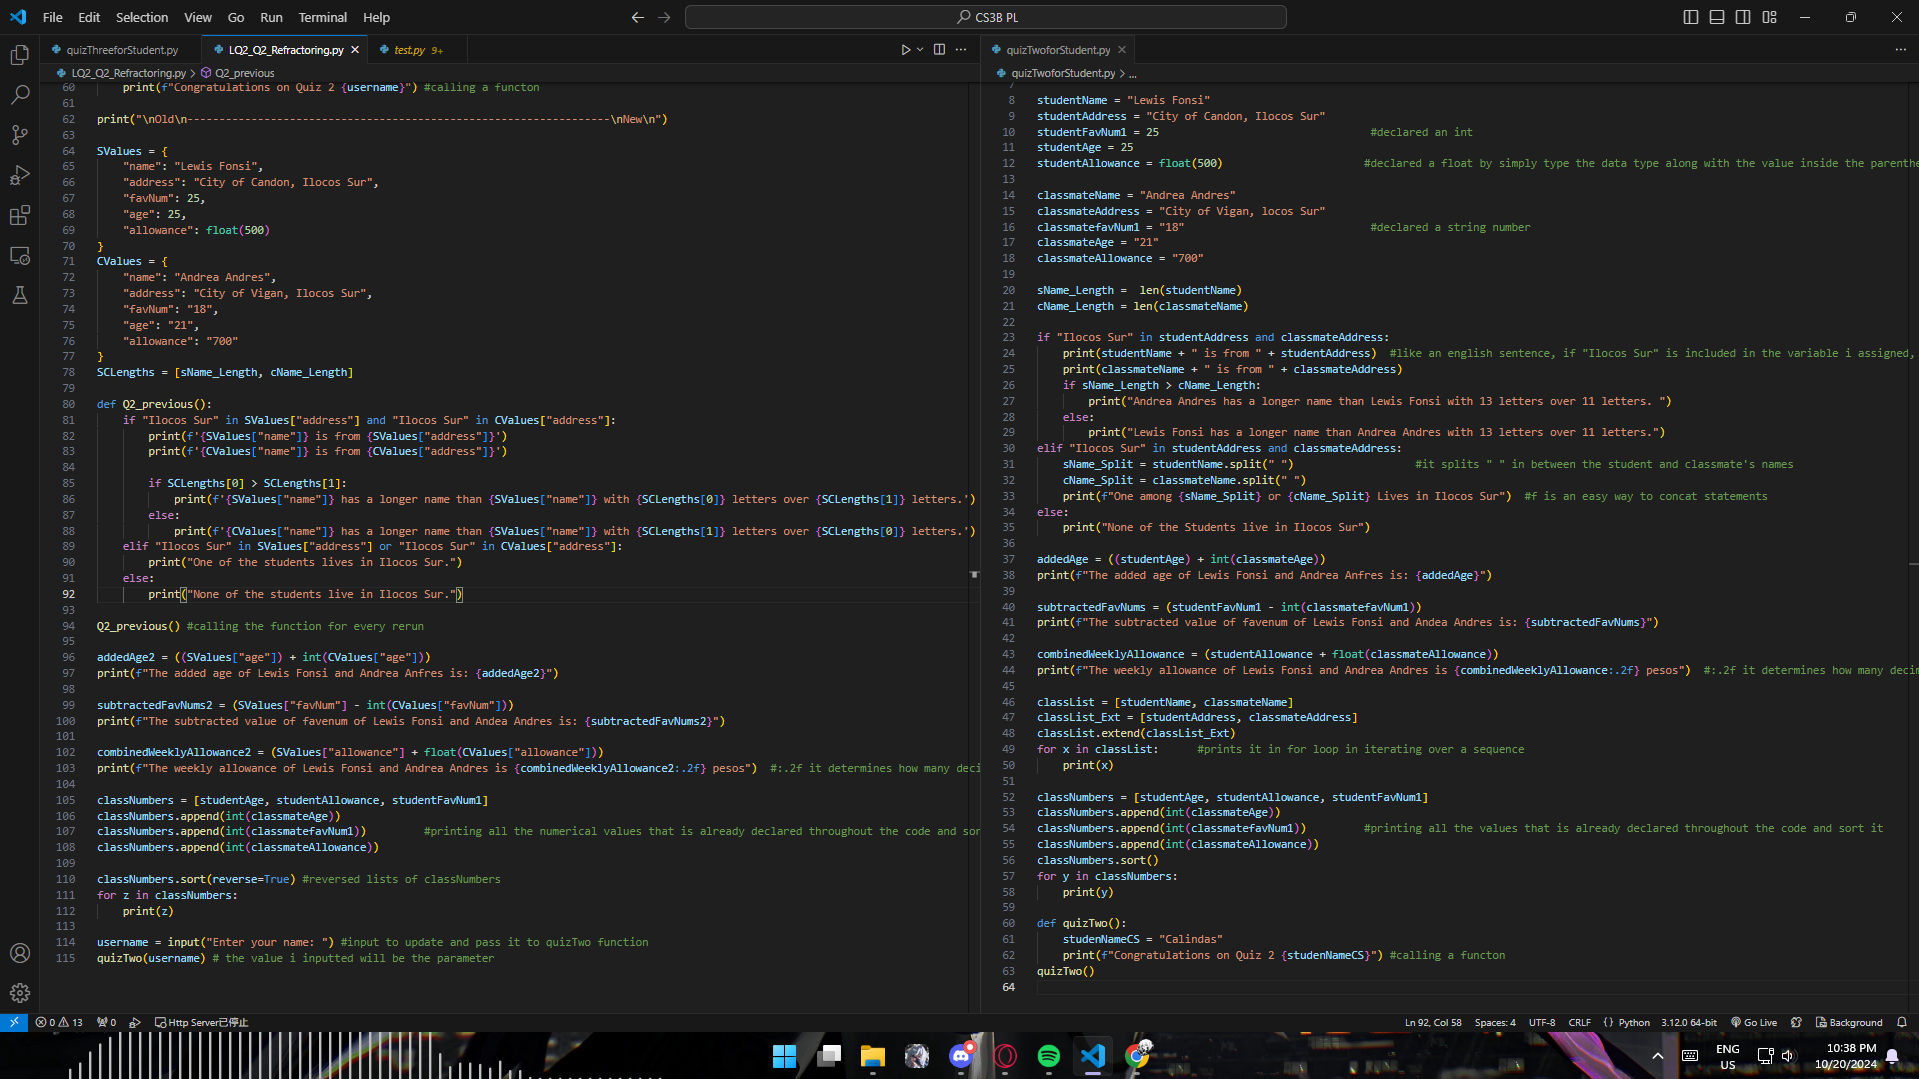 File Edit Selection View Go Run Terminal Help
CS3B PL
quizThreeforStudent.py
LQ2_Q2_Refractoring.py
test.py 9+
LQ2_Q2_Refractoring.py > Q2_previous
60 print(f"Congratulations on Quiz 2 {username}") #calling a functon
61
62 print("\nOld\n------------------------------------------------------------------\nNew\n")
63
64 SValues = {
65 "name": "Lewis Fonsi",
66 "address": "City of Candon, Ilocos Sur",
67 "favNum": 25,
68 "age": 25,
69 "allowance": float(500)
70 }
71 CValues = {
72 "name": "Andrea Andres",
73 "address": "City of Vigan, Ilocos Sur",
74 "favNum": "18",
75 "age": "21",
76 "allowance": "700"
77 }
78 SCLengths = [sName_Length, cName_Length]
79
80 def Q2_previous():
81 if "Ilocos Sur" in SValues["address"] and "Ilocos Sur" in CValues["address"]:
82 print(f'{SValues["name"]} is from {SValues["address"]}')
83 print(f'{CValues["name"]} is from {CValues["address"]}')
84
85 if SCLengths[0] > SCLengths[1]:
86 print(f'{SValues["name"]} has a longer name than {SValues["name"]} with {SCLengths[0]} letters over {SCLengths[1]} letters.')
87 else:
88 print(f'{CValues["name"]} has a longer name than {SValues["name"]} with {SCLengths[1]} letters over {SCLengths[0]} letters.')
89 elif "Ilocos Sur" in SValues["address"] or "Ilocos Sur" in CValues["address"]:
90 print("One of the students lives in Ilocos Sur.")
91 else:
92 print("None of the students live in Ilocos Sur.")
93
94 Q2_previous() #calling the function for every rerun
95
96 addedAge2 = ((SValues["age"]) + int(CValues["age"]))
97 print(f"The added age of Lewis Fonsi and Andrea Anfres is: {addedAge2}")
98
99 subtractedFavNums2 = (SValues["favNum"] - int(CValues["favNum"]))
100 print(f"The subtracted value of favenum of Lewis Fonsi and Andea Andres is: {subtractedFavNums2}")
101
102 combinedWeeklyAllowance2 = (SValues["allowance"] + float(CValues["allowance"]))
103 print(f"The weekly allowance of Lewis Fonsi and Andrea Andres is {combinedWeeklyAllowance2:.2f} pesos") #:.2f it determines how many deci
104
105 classNumbers = [studentAge, studentAllowance, studentFavNum1]
106 classNumbers.append(int(classmateAge))
107 classNumbers.append(int(classmatefavNum1)) #printing all the numerical values that is already declared throughout the code and sor
108 classNumbers.append(int(classmateAllowance))
109
110 classNumbers.sort(reverse=True) #reversed lists of classNumbers
111 for z in classNumbers:
112 print(z)
113
114 username = input("Enter your name: ") #input to update and pass it to quizTwo function
115 quizTwo(username) # the value i inputted will be the parameter
quizTwoforStudent.py
quizTwoforStudent.py > ...
7
8 studentName = "Lewis Fonsi"
9 studentAddress = "City of Candon, Ilocos Sur"
10 studentFavNum1 = 25 #declared an int
11 studentAge = 25
12 studentAllowance = float(500) #declared a float by simply type the data type along with the value inside the parenthe
13
14 classmateName = "Andrea Andres"
15 classmateAddress = "City of Vigan, locos Sur"
16 classmatefavNum1 = "18" #declared a string number
17 classmateAge = "21"
18 classmateAllowance = "700"
19
20 sName_Length =  len(studentName)
21 cName_Length = len(classmateName)
22
23 if "Ilocos Sur" in studentAddress and classmateAddress:
24 print(studentName + " is from " + studentAddress) #like an english sentence, if "Ilocos Sur" is included in the variable i assigned,
25 print(classmateName + " is from " + classmateAddress)
26 if sName_Length > cName_Length:
27 print("Andrea Andres has a longer name than Lewis Fonsi with 13 letters over 11 letters. ")
28 else:
29 print("Lewis Fonsi has a longer name than Andrea Andres with 13 letters over 11 letters.")
30 elif "Ilocos Sur" in studentAddress and classmateAddress:
31 sName_Split = studentName.split(" ") #it splits " " in between the student and classmate's names
32 cName_Split = classmateName.split(" ")
33 print(f"One among {sName_Split} or {cName_Split} Lives in Ilocos Sur") #f is an easy way to concat statements
34 else:
35 print("None of the Students live in Ilocos Sur")
36
37 addedAge = ((studentAge) + int(classmateAge))
38 print(f"The added age of Lewis Fonsi and Andrea Anfres is: {addedAge}")
39
40 subtractedFavNums = (studentFavNum1 - int(classmatefavNum1))
41 print(f"The subtracted value of favenum of Lewis Fonsi and Andea Andres is: {subtractedFavNums}")
42
43 combinedWeeklyAllowance = (studentAllowance + float(classmateAllowance))
44 print(f"The weekly allowance of Lewis Fonsi and Andrea Andres is {combinedWeeklyAllowance:.2f} pesos") #:.2f it determines how many deci
45
46 classList = [studentName, classmateName]
47 classList_Ext = [studentAddress, classmateAddress]
48 classList.extend(classList_Ext)
49 for x in classList: #prints it in for loop in iterating over a sequence
50 print(x)
51
52 classNumbers = [studentAge, studentAllowance, studentFavNum1]
53 classNumbers.append(int(classmateAge))
54 classNumbers.append(int(classmatefavNum1)) #printing all the values that is already declared throughout the code and sort it
55 classNumbers.append(int(classmateAllowance))
56 classNumbers.sort()
57 for y in classNumbers:
58 print(y)
59
60 def quizTwo():
61 studenNameCS = "Calindas"
62 print(f"Congratulations on Quiz 2 {studenNameCS}") #calling a functon
63 quizTwo()
64
0 13 0 Http Server已停止
Ln 92, Col 58 Spaces: 4 UTF-8 CRLF Python 3.12.0 64-bit Go Live Background
ENG US
10:38 PM
10/20/2024